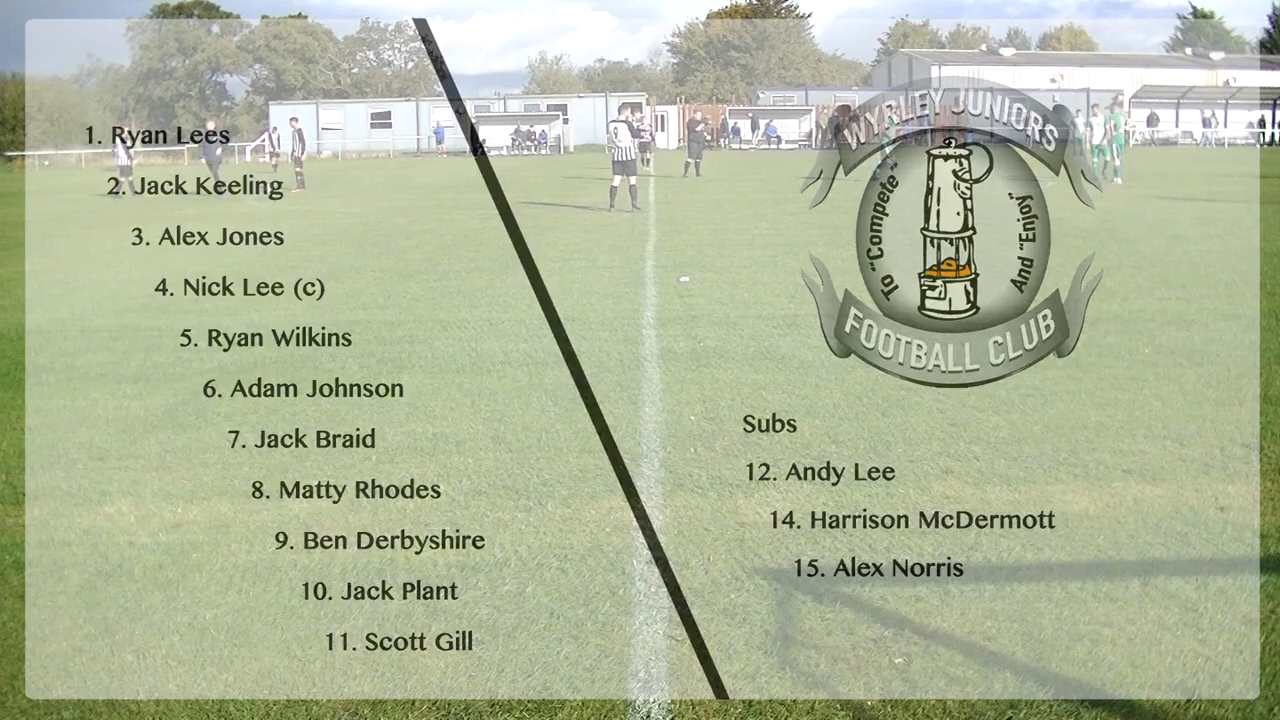 1. Ryan Lees
2. Jack Keeling
3. Alex Jones
4. Nick Lee (c)
5. Ryan Wilkins
6. Adam Johnson
7. Jack Braid
8. Matty Rhodes
9. Ben Derbyshire
10. Jack Plant
11. Scott Gill
WYRLEY JUNIORS
To "Compete"
And "Enjoy"
FOOTBALL CLUB
Subs
12. Andy Lee
14. Harrison McDermott
15. Alex Norris
9